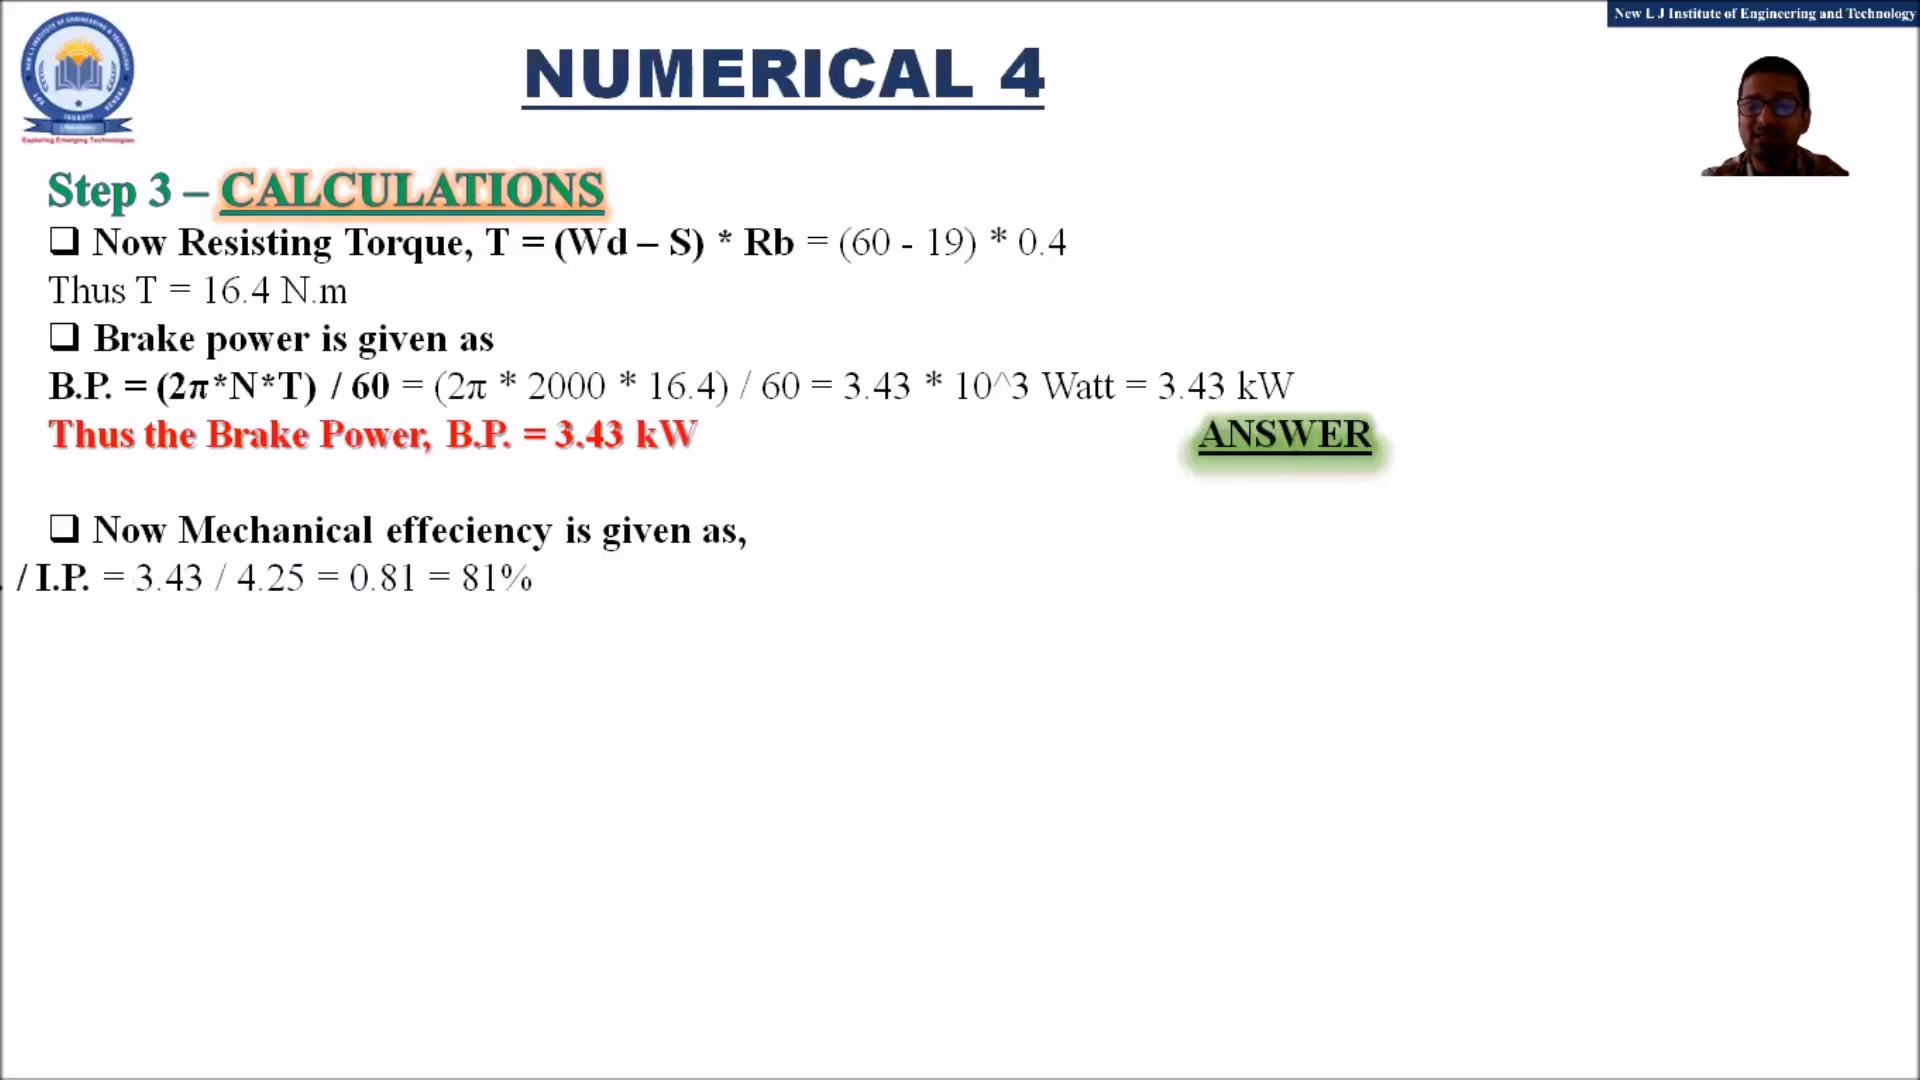 New L J Institute of Engineering and Technology
NUMERICAL 4
Exploring Emerging Technologies
Step 3 – CALCULATIONS
❑ Now Resisting Torque, T = (Wd – S) * Rb = (60 - 19) * 0.4
Thus T = 16.4 N.m
❑ Brake power is given as
B.P. = (2π*N*T) / 60 = (2π * 2000 * 16.4) / 60 = 3.43 * 10^3 Watt = 3.43 kW
Thus the Brake Power, B.P. = 3.43 kW ANSWER
❑ Now Mechanical effeciency is given as,
. / I.P. = 3.43 / 4.25 = 0.81 = 81%